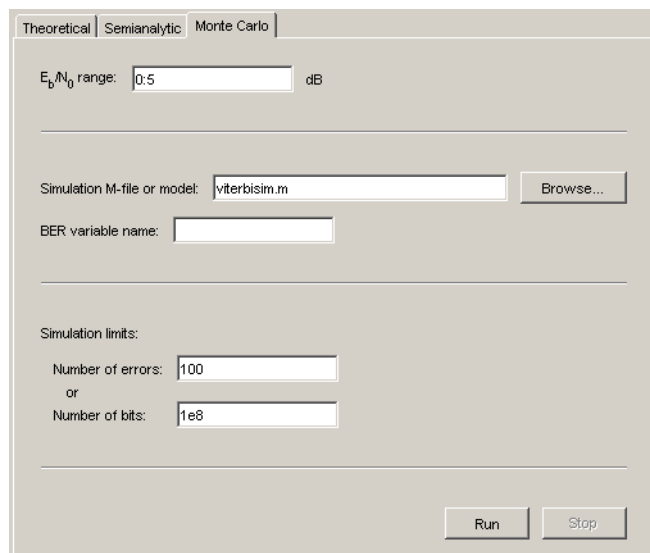 Theoretical Semianalytic Monte Carlo
Eb/N0 range: 0:5 dB
Simulation M-file or model: viterbisim.m Browse...
BER variable name:
Simulation limits:
Number of errors: 100
or
Number of bits: 1e8
Run Stop